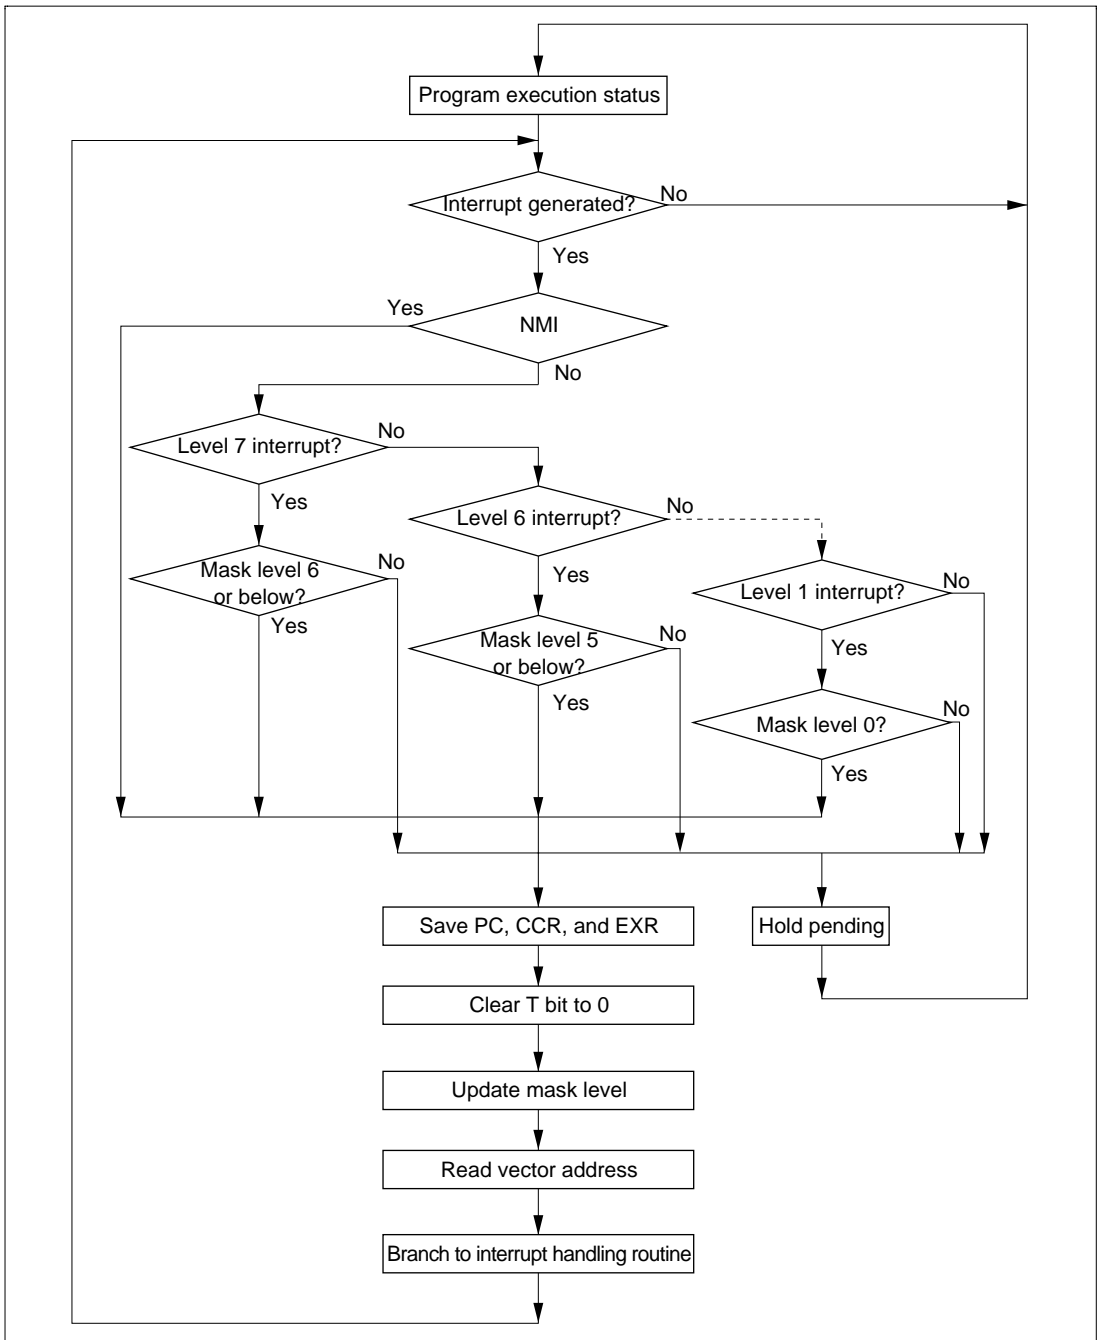 Program execution status
Interrupt generated?
No
Yes
Yes
NMI
No
Level 7 interrupt?
No
Yes
Level 6 interrupt?
No
Mask level 6
or below?
No
Yes
Yes
Level 1 interrupt?
No
Mask level 5
or below?
No
Yes
Yes
Mask level 0?
No
Yes
Save PC, CCR, and EXR
Hold pending
Clear T bit to 0
Update mask level
Read vector address
Branch to interrupt handling routine